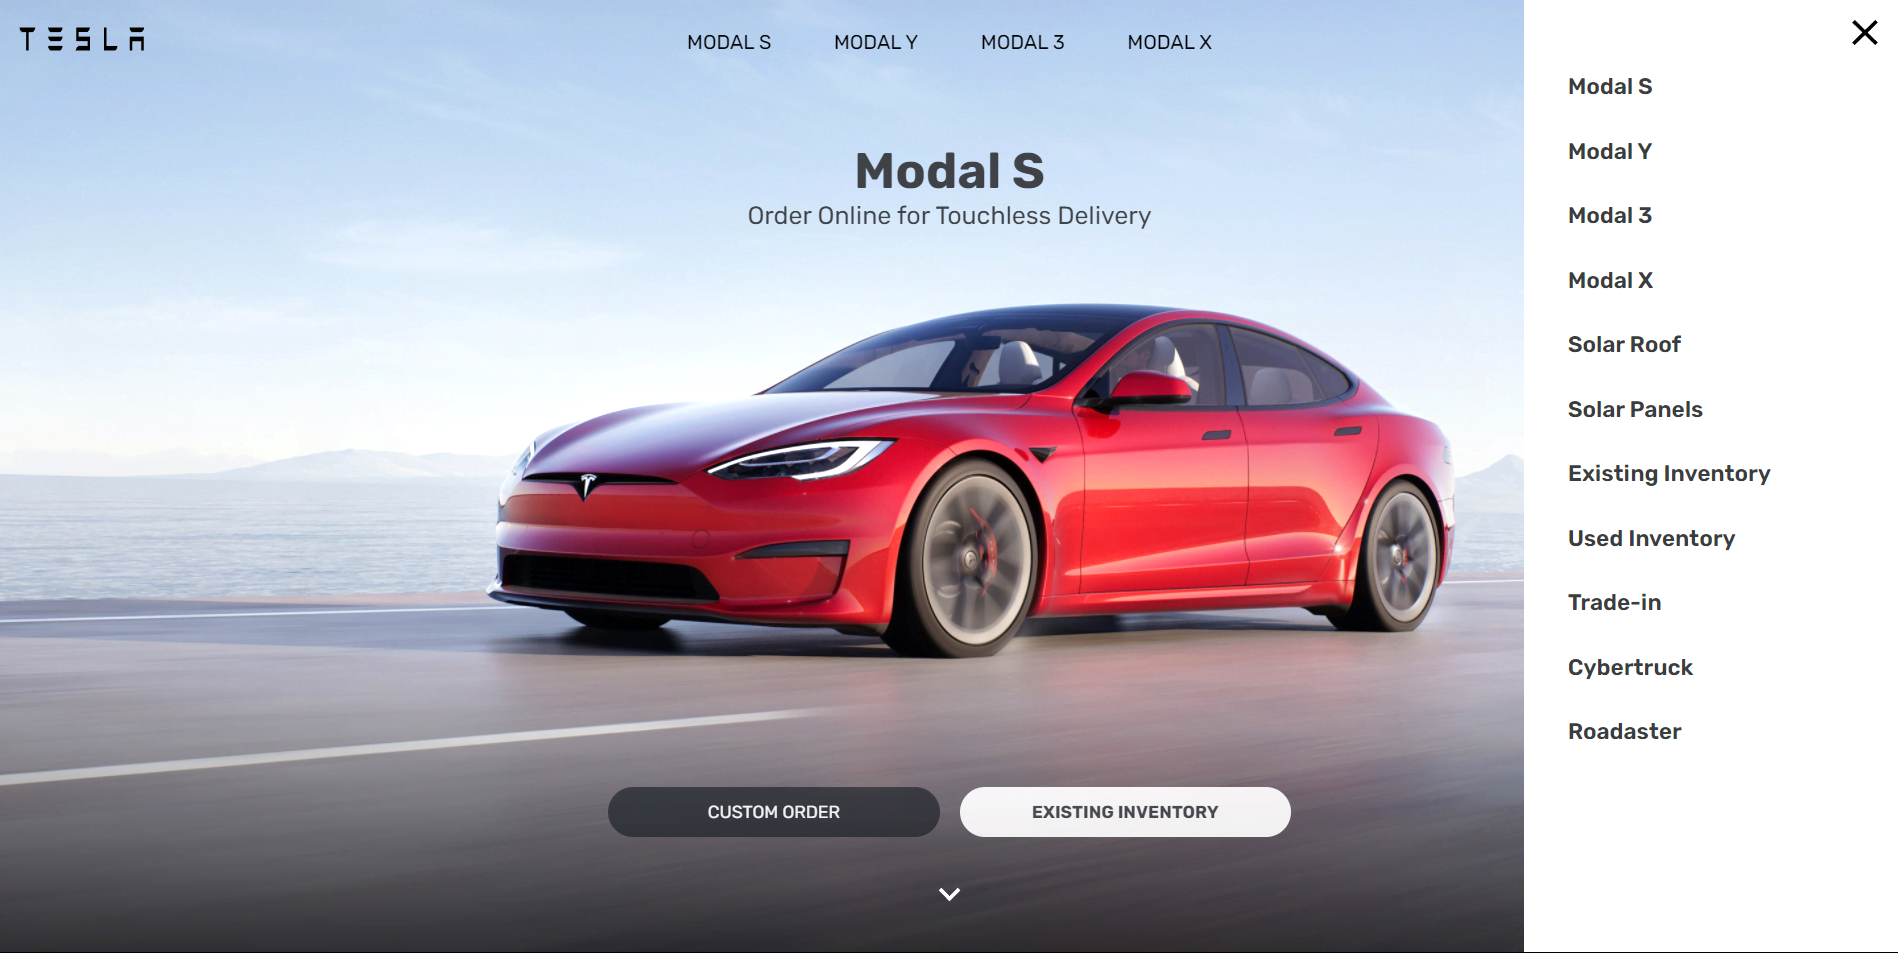 TESLA
MODAL S
MODAL Y
MODAL 3
MODAL X
Modal S
Order Online for Touchless Delivery
CUSTOM ORDER
EXISTING INVENTORY
Modal S
Modal Y
Modal 3
Modal X
Solar Roof
Solar Panels
Existing Inventory
Used Inventory
Trade-in
Cybertruck
Roadaster